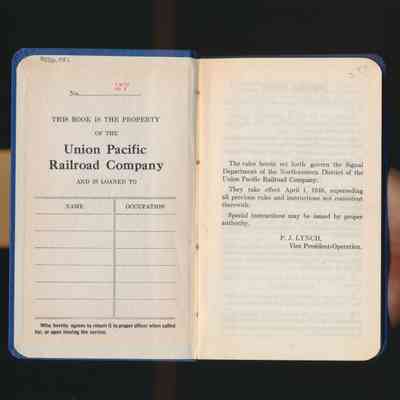 No.
THIS BOOK IS THE PROPERTY
OF THE
Union Pacific
Railroad Company
AND IS LOANED TO
NAME OCCUPATION
Who hereby agrees to return it to proper officer when called
for, or upon leaving the service.
The rules herein set forth govern the Signal
Department of the Northwestern District of the
Union Pacific Railroad Company.
They take effect April 1, 1946, superseding
all previous rules and instructions not consistent
therewith.
Special instructions may be issued by proper
authority.
P. J. LYNCH,
Vice President-Operation.